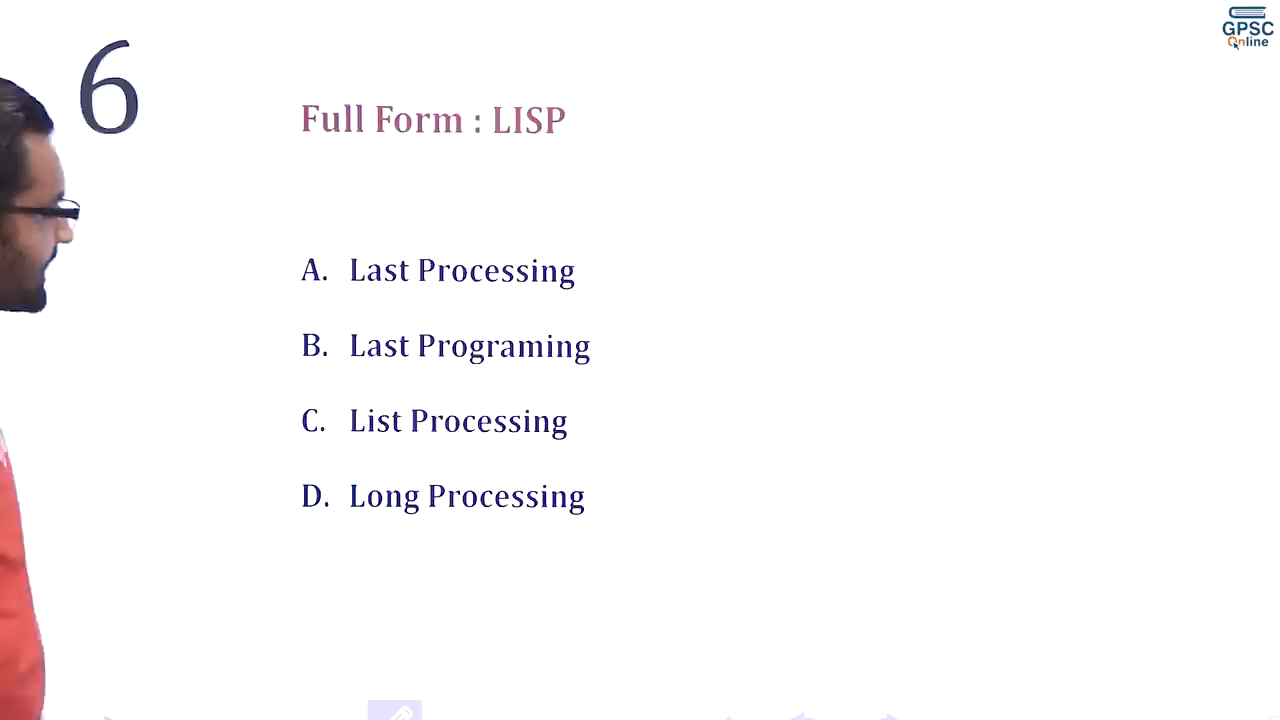 GPSC
Online
6
Full Form : LISP
A. Last Processing
B. Last Programing
C. List Processing
D. Long Processing